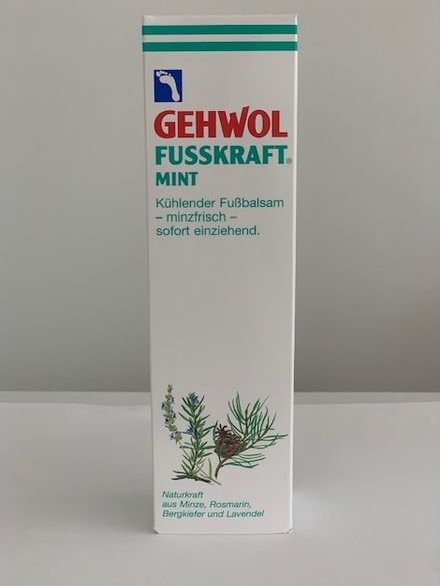 GEHWOL
FUSSKRAFT®
MINT
Kühlender Fußbalsam
– minzfrisch –
sofort einziehend.
Naturkraft
aus Minze, Rosmarin,
Bergkiefer und Lavendel